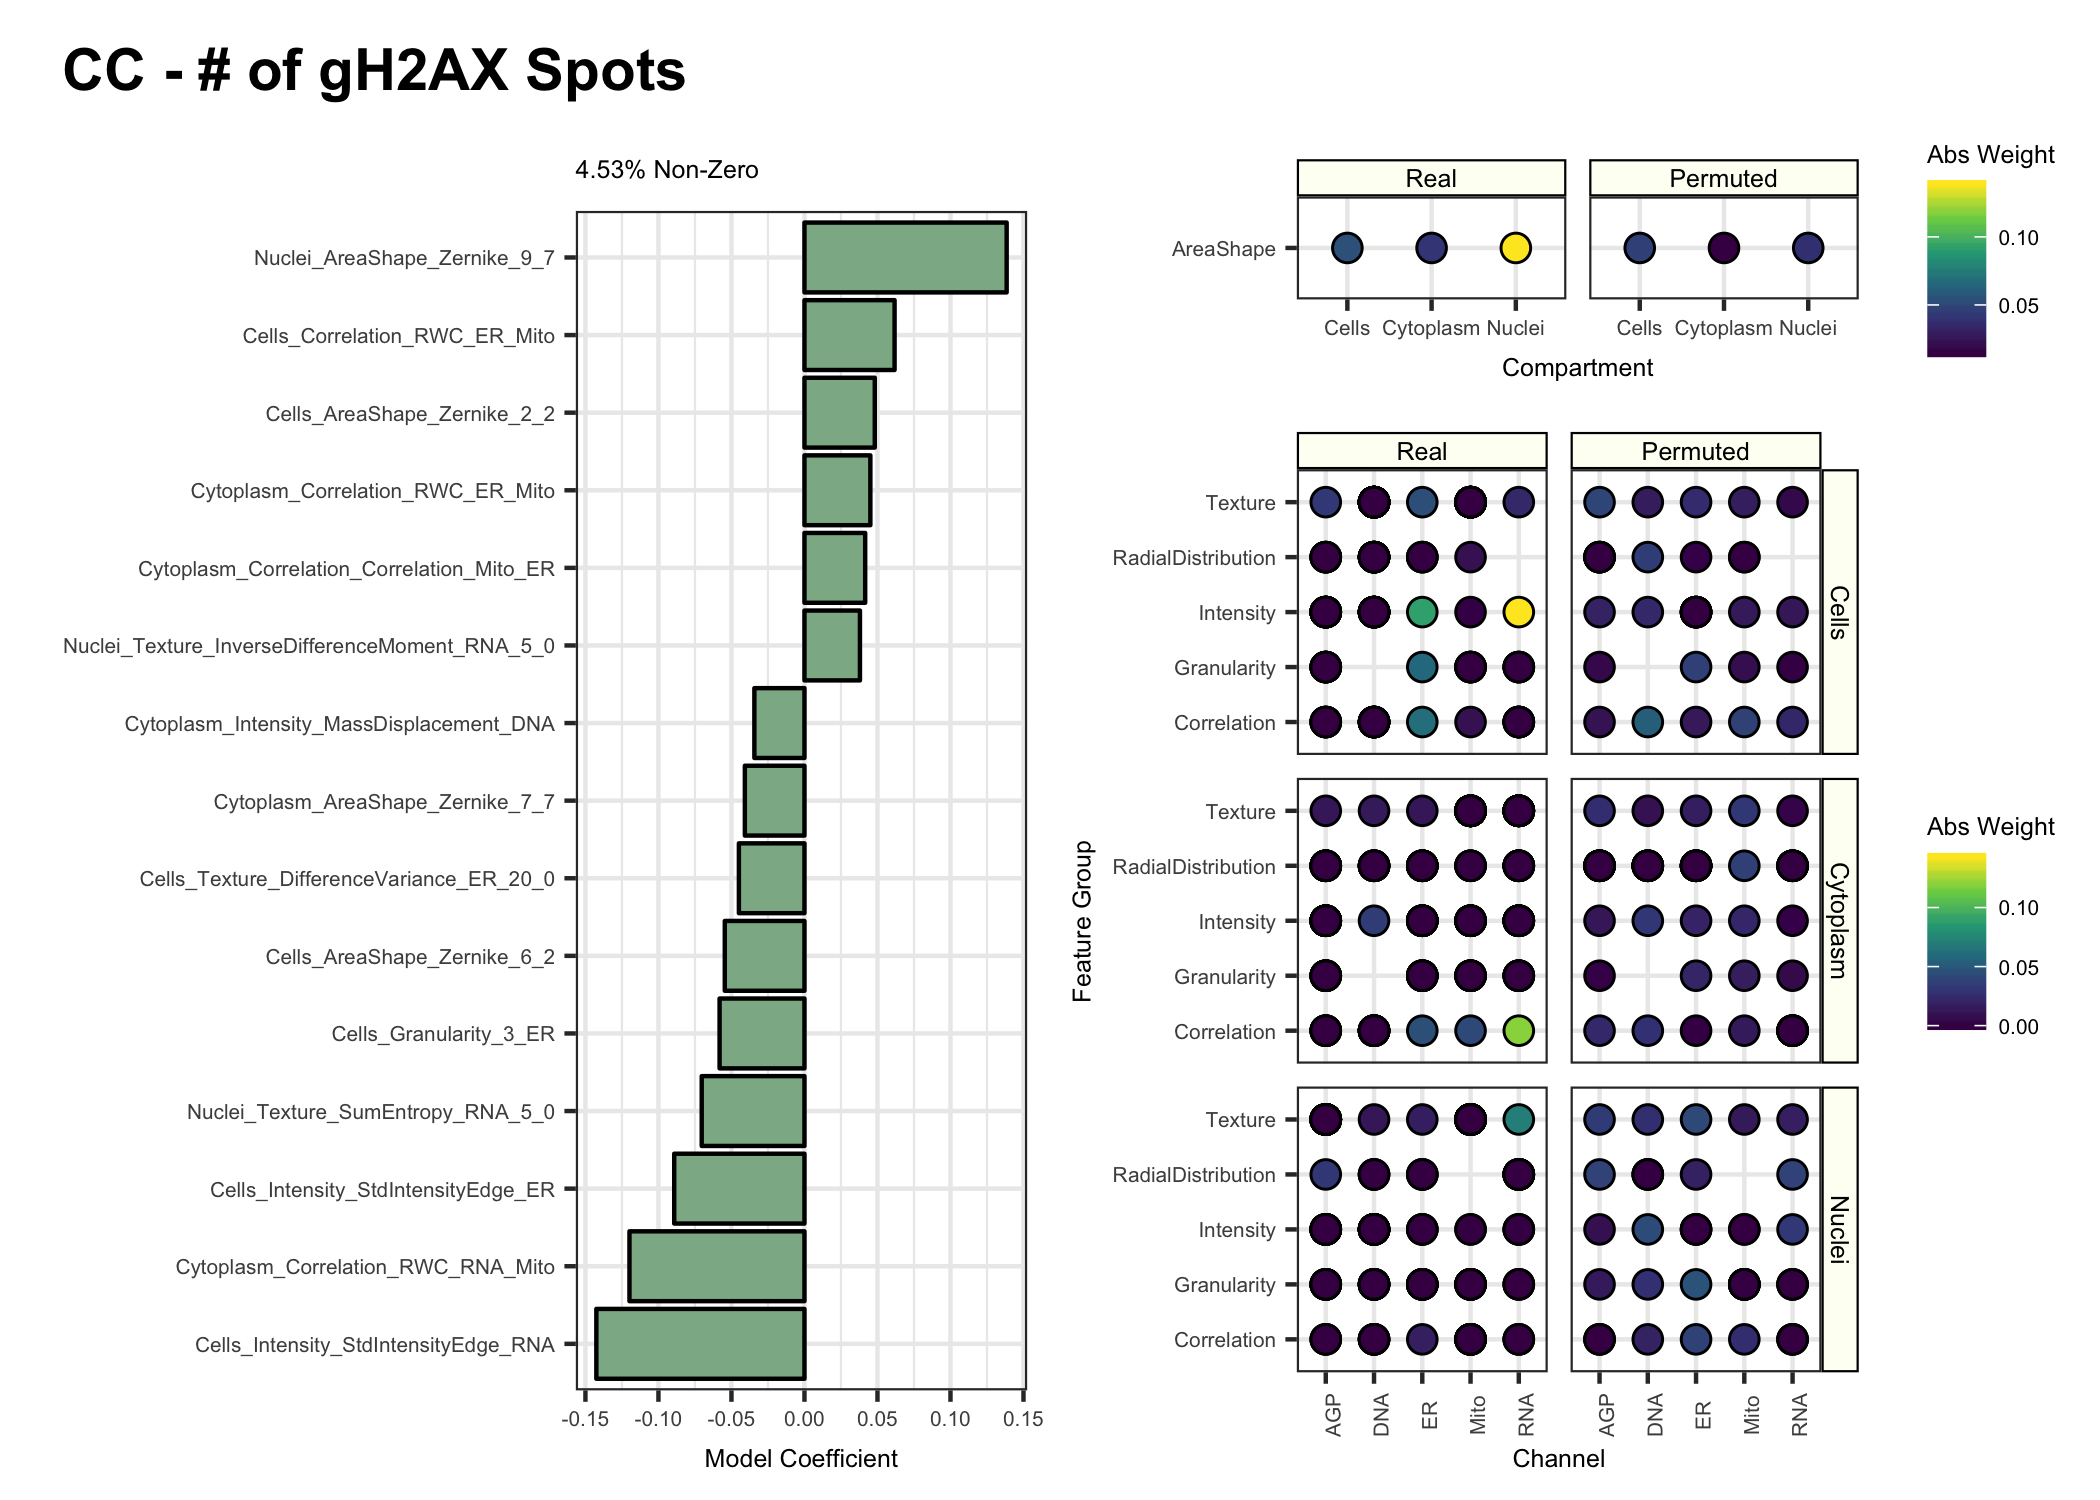 CC - # of gH2AX Spots
4.53% Non-Zero
Nuclei_AreaShape_Zernike_9_7
Cells_Correlation_RWC_ER_Mito
Cells_AreaShape_Zernike_2_2
Cytoplasm_Correlation_RWC_ER_Mito
Cytoplasm_Correlation_Correlation_Mito_ER
Nuclei_Texture_InverseDifferenceMoment_RNA_5_0
Cytoplasm_Intensity_MassDisplacement_DNA
Cytoplasm_AreaShape_Zernike_7_7
Cells_Texture_DifferenceVariance_ER_20_0
Cells_AreaShape_Zernike_6_2
Cells_Granularity_3_ER
Nuclei_Texture_SumEntropy_RNA_5_0
Cells_Intensity_StdIntensityEdge_ER
Cytoplasm_Correlation_RWC_RNA_Mito
Cells_Intensity_StdIntensityEdge_RNA
-0.15 -0.10 -0.05 0.00 0.05 0.10 0.15
Model Coefficient
Real Permuted
AreaShape
Cells Cytoplasm Nuclei Cells Cytoplasm Nuclei
Compartment
Abs Weight
0.10
0.05
Real Permuted
Feature Group
Texture
RadialDistribution
Intensity
Granularity
Correlation
Cells
Texture
RadialDistribution
Intensity
Granularity
Correlation
Cytoplasm
Texture
RadialDistribution
Intensity
Granularity
Correlation
Nuclei
AGP DNA ER Mito RNA AGP DNA ER Mito RNA
Channel
Abs Weight
0.10
0.05
0.00